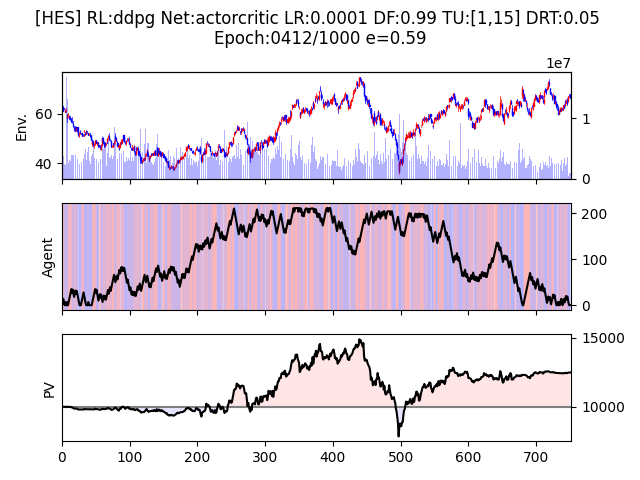 [HES] RL:ddpg Net:actorcritic LR:0.0001 DF:0.99 TU:[1,15] DRT:0.05
Epoch:0412/1000 e=0.59
1e7
Env.
60
40
1
0
Agent
200
100
0
PV
15000
10000
0 100 200 300 400 500 600 700